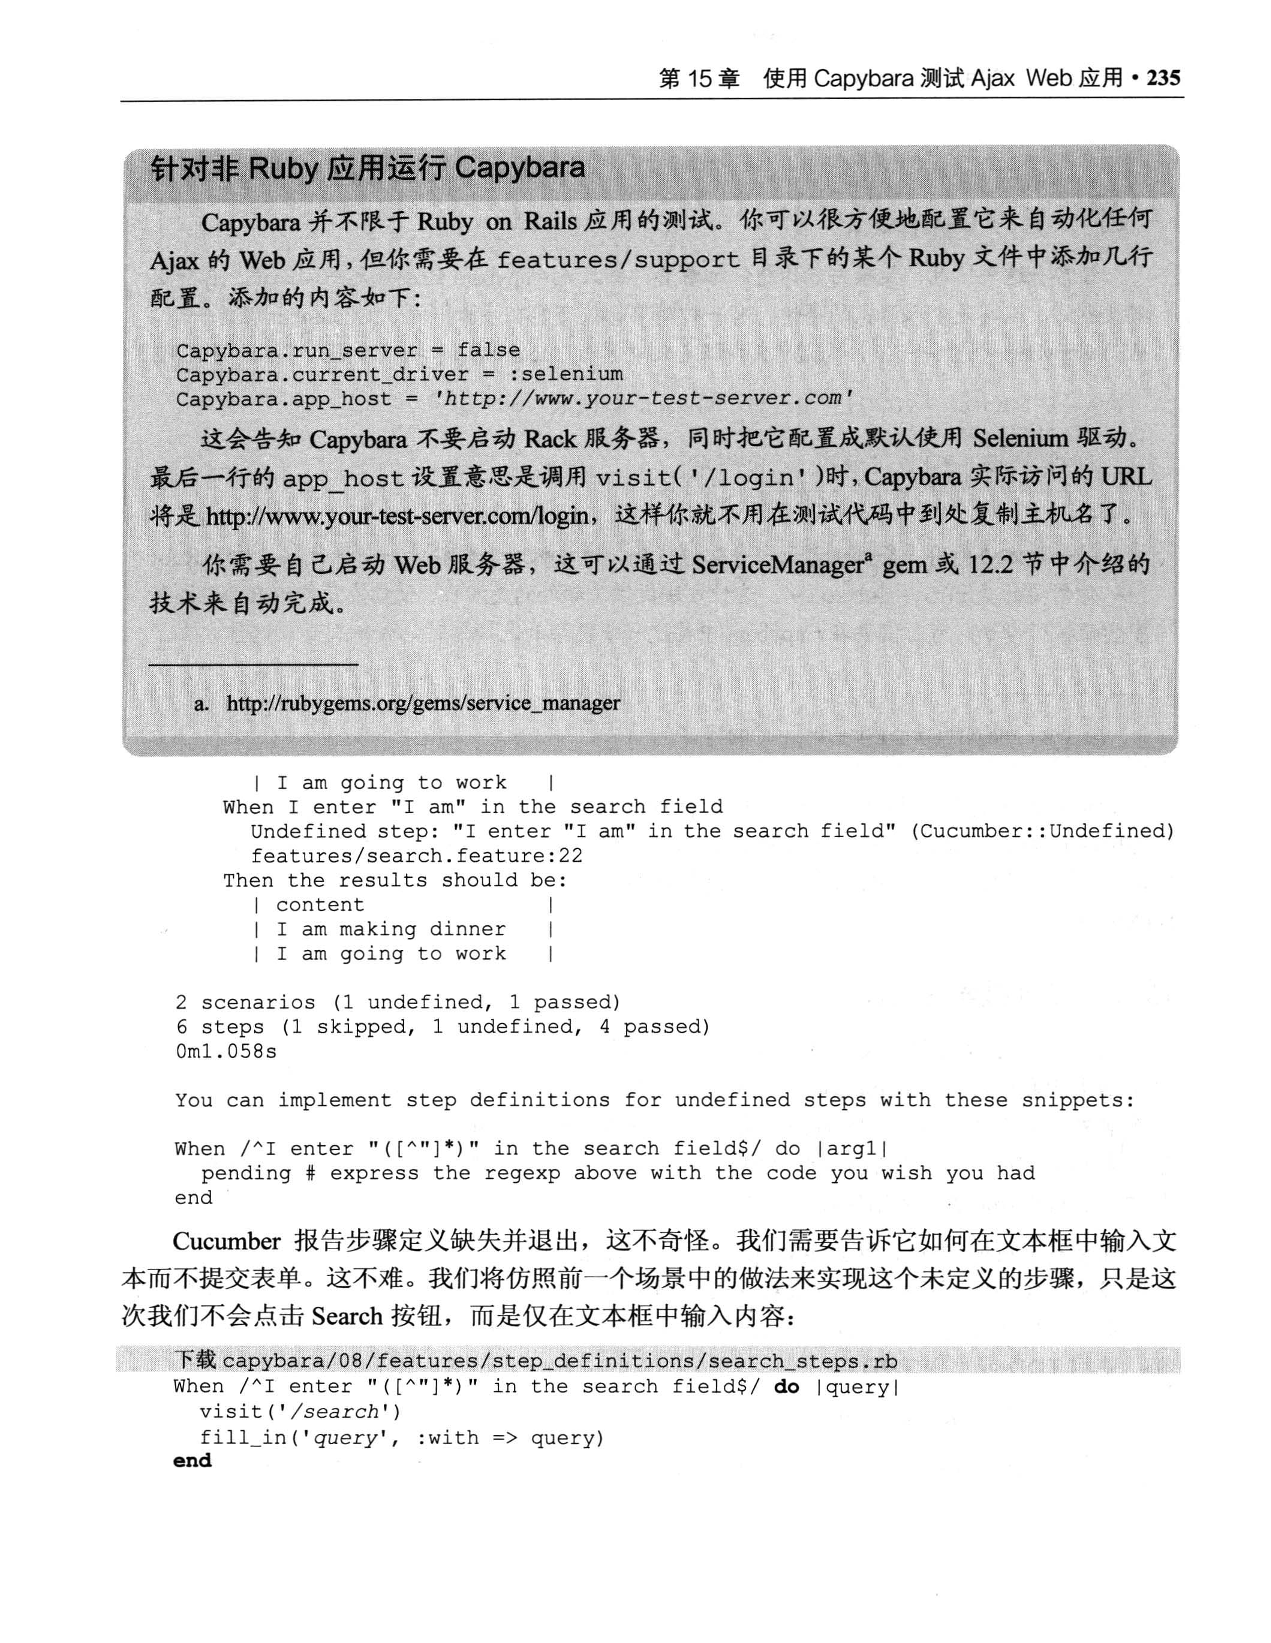 第 15 章 使用 Capybara 测试 Ajax Web 应用 • 235
针对非 Ruby 应用运行 Capybara
Capybara 并不限于 Ruby on Rails 应用的测试。你可以很方便地配置它来自动化任何
Ajax 的 Web 应用，但你需要在 features/support 目录下的某个 Ruby 文件中添加几行
配置。添加的内容如下：
Capybara.run_server = false
Capybara.current_driver = :selenium
Capybara.app_host = 'http://www.your-test-server.com'
这会告知 Capybara 不要启动 Rack 服务器，同时把它配置成默认使用 Selenium 驱动。
最后一行的 app_host 设置意思是调用 visit('/login')时，Capybara 实际访问的 URL
将是 http://www.your-test-server.com/login，这样你就不用在测试代码中到处复制主机名了。
你需要自己启动 Web 服务器，这可以通过 ServiceManagerᵃ gem 或 12.2 节中介绍的
技术来自动完成。
a. http://rubygems.org/gems/service_manager
| I am going to work |
When I enter "I am" in the search field
Undefined step: "I enter "I am" in the search field" (Cucumber::Undefined)
features/search.feature:22
Then the results should be:
| content |
| I am making dinner |
| I am going to work |
2 scenarios (1 undefined, 1 passed)
6 steps (1 skipped, 1 undefined, 4 passed)
0m1.058s
You can implement step definitions for undefined steps with these snippets:
When /^I enter "([^"]*)" in the search field$/ do |arg1|
pending # express the regexp above with the code you wish you had
end
Cucumber 报告步骤定义缺失并退出，这不奇怪。我们需要告诉它如何在文本框中输入文
本而不提交表单。这不难。我们将仿照前一个场景中的做法来实现这个未定义的步骤，只是这
次我们不会点击 Search 按钮，而是仅在文本框中输入内容：
下载 capybara/08/features/step_definitions/search_steps.rb
When /^I enter "([^"]*)" in the search field$/ do |query|
visit('/search')
fill_in('query', :with => query)
end